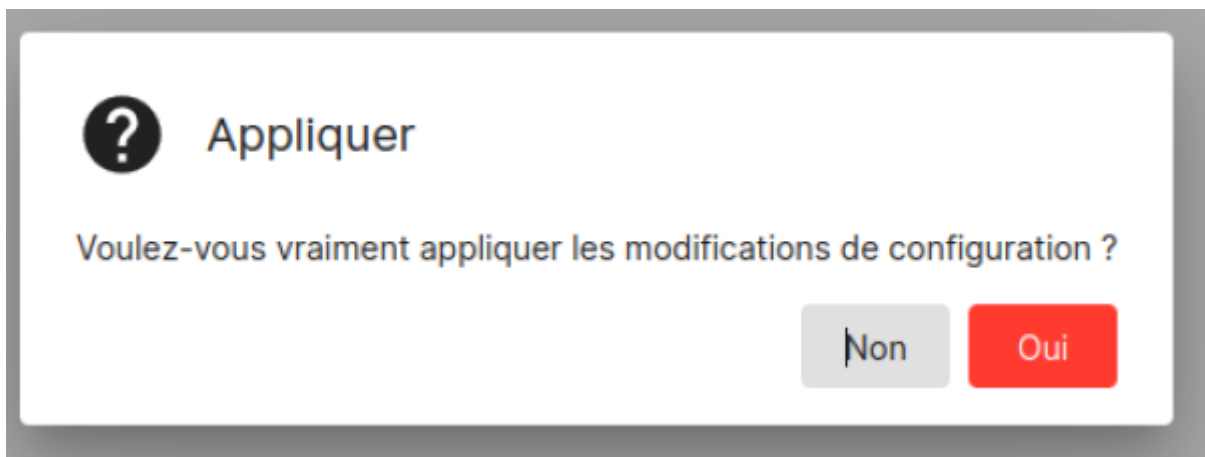 Appliquer
Voulez-vous vraiment appliquer les modifications de configuration ?
Non
Oui